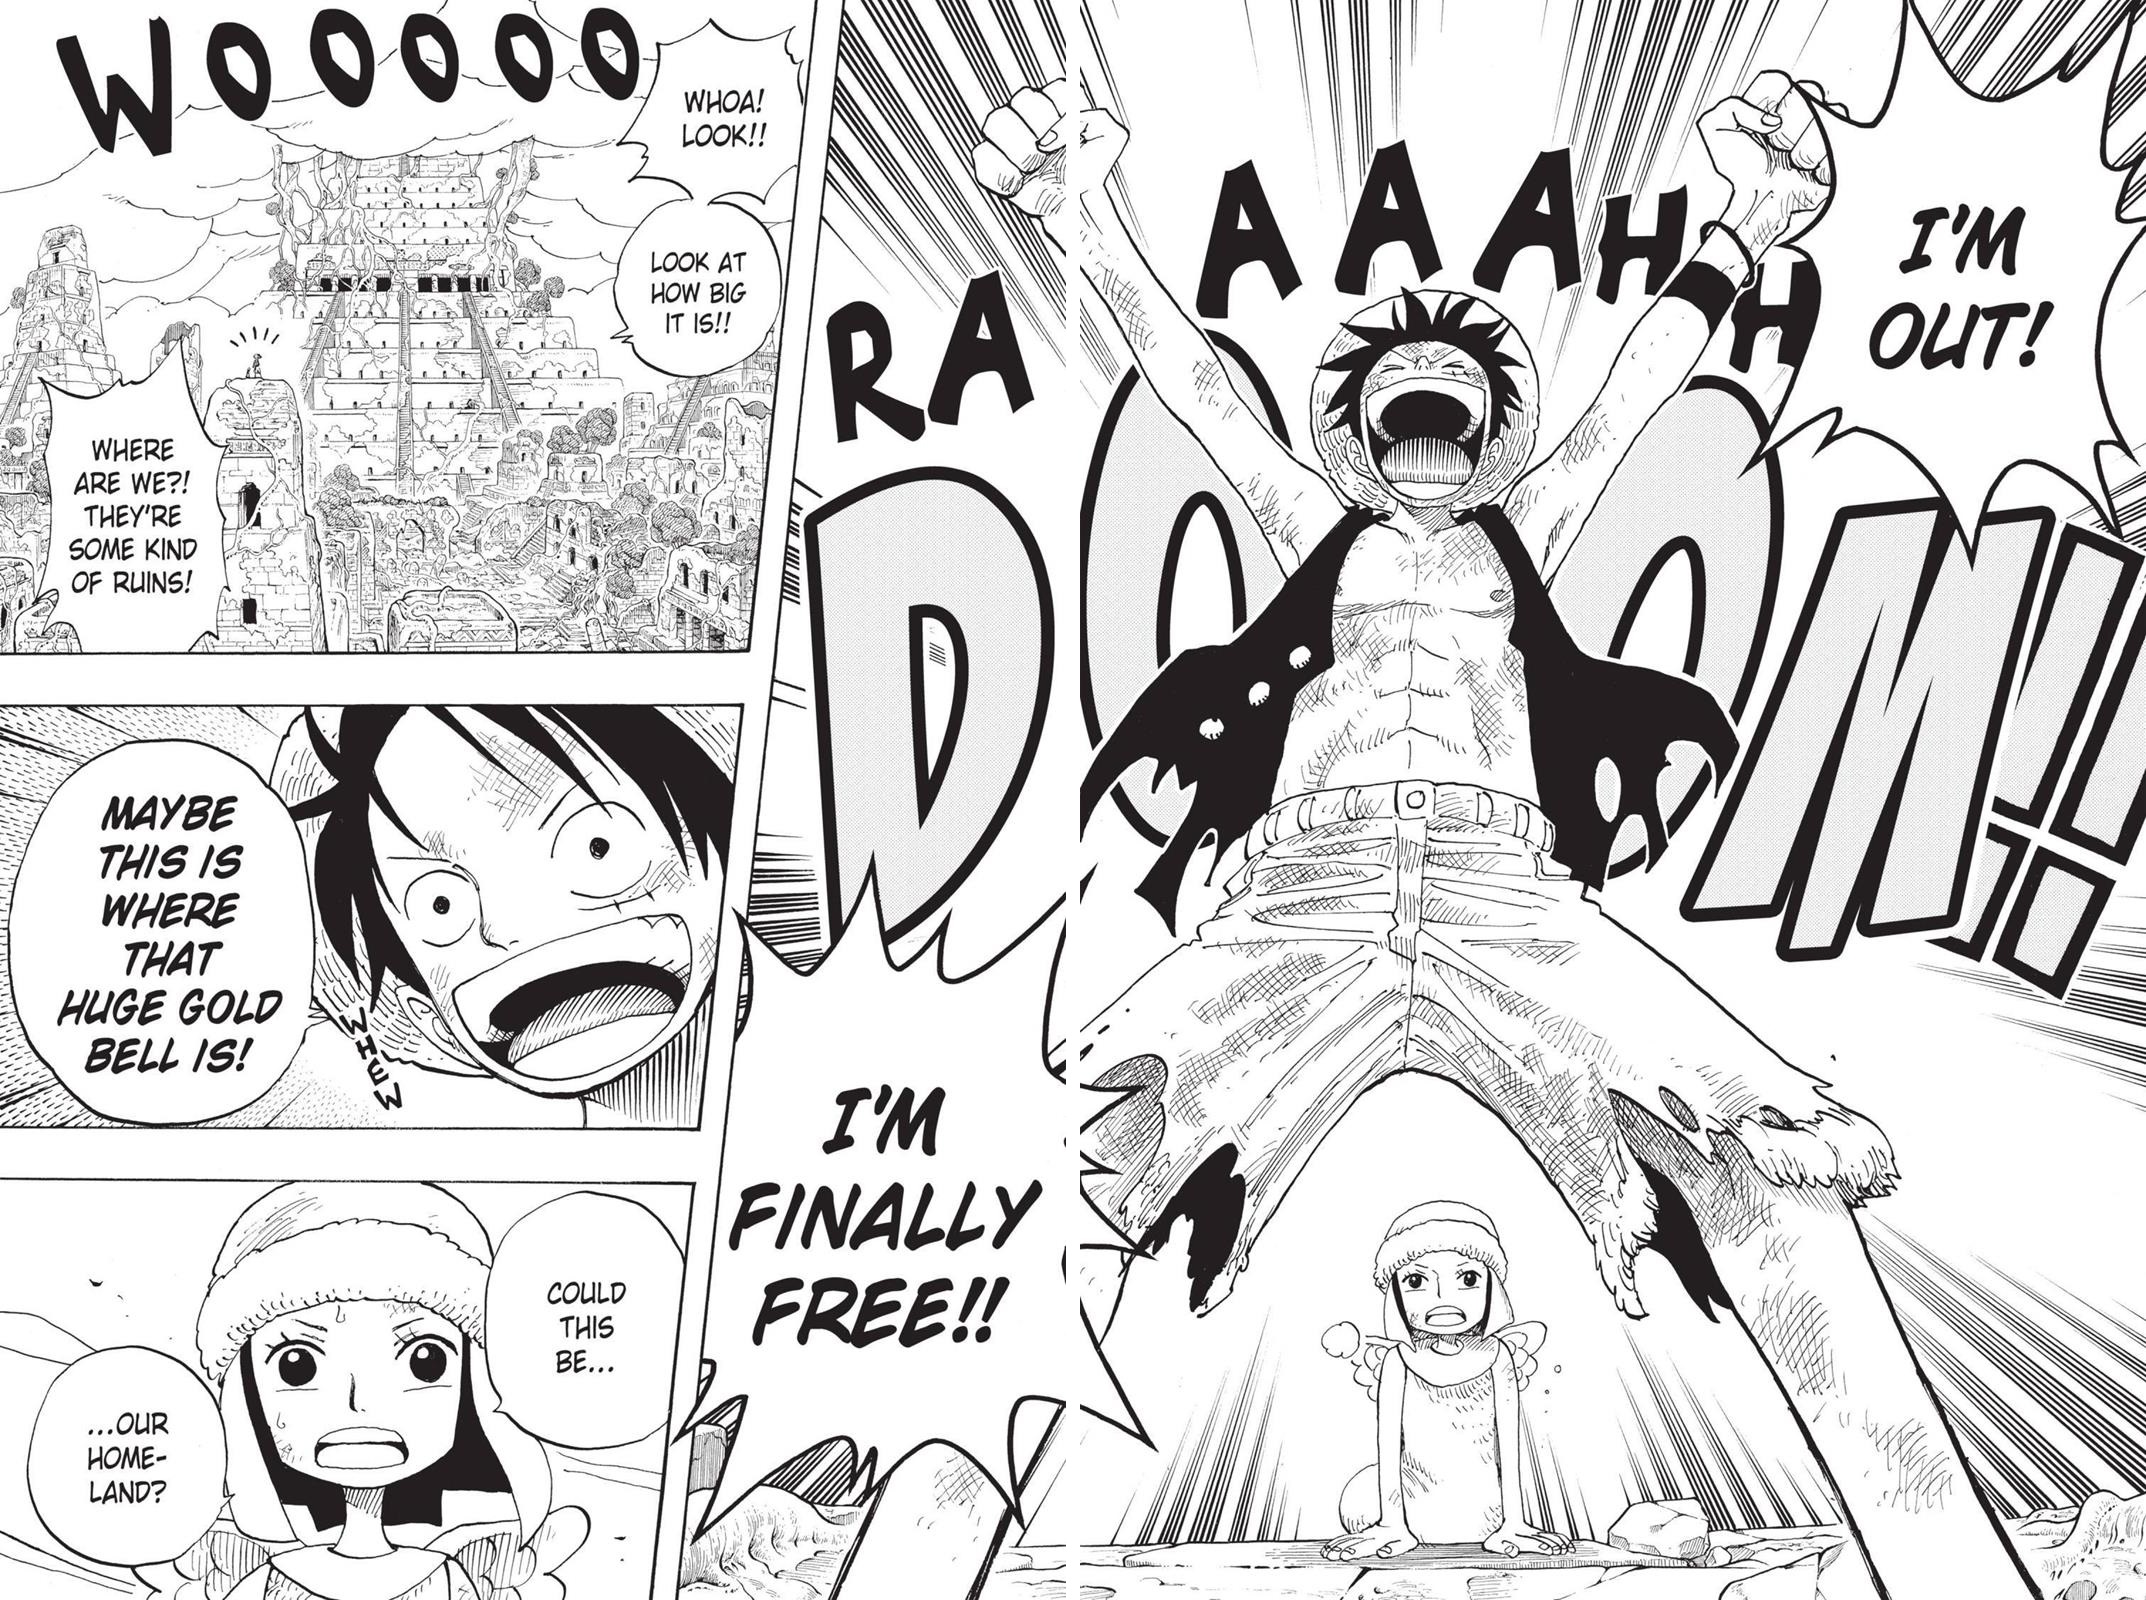 I'M
OUT!
RA AAAHH
DOOM!!
I'M
FINALLY
FREE!!
WHOA!
LOOK!!
LOOK AT
HOW BIG
IT IS!!
WOOOOO
WHERE
ARE WE?!
THEY'RE
SOME KIND
OF RUINS!
MAYBE
THIS IS
WHERE
THAT
HUGE GOLD
BELL IS!
WHEW
COULD
THIS
BE...
...OUR
HOME-
LAND?